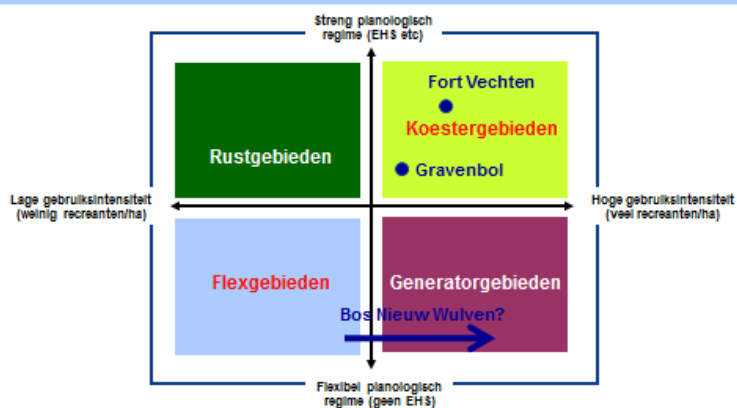 Streng planologisch
regime (EHS etc)
Fort Vechten
Koestergebieden
Rustgebieden
Gravenbol
Lage gebruiksintensiteit
(weinig recreanten/ha)
Hoge gebruiksintensiteit
(veel recreanten/ha)
Flexgebieden
Generatorgebieden
Bos Nieuw Wulven?
Flexibel planologisch
regime (geen EHS)